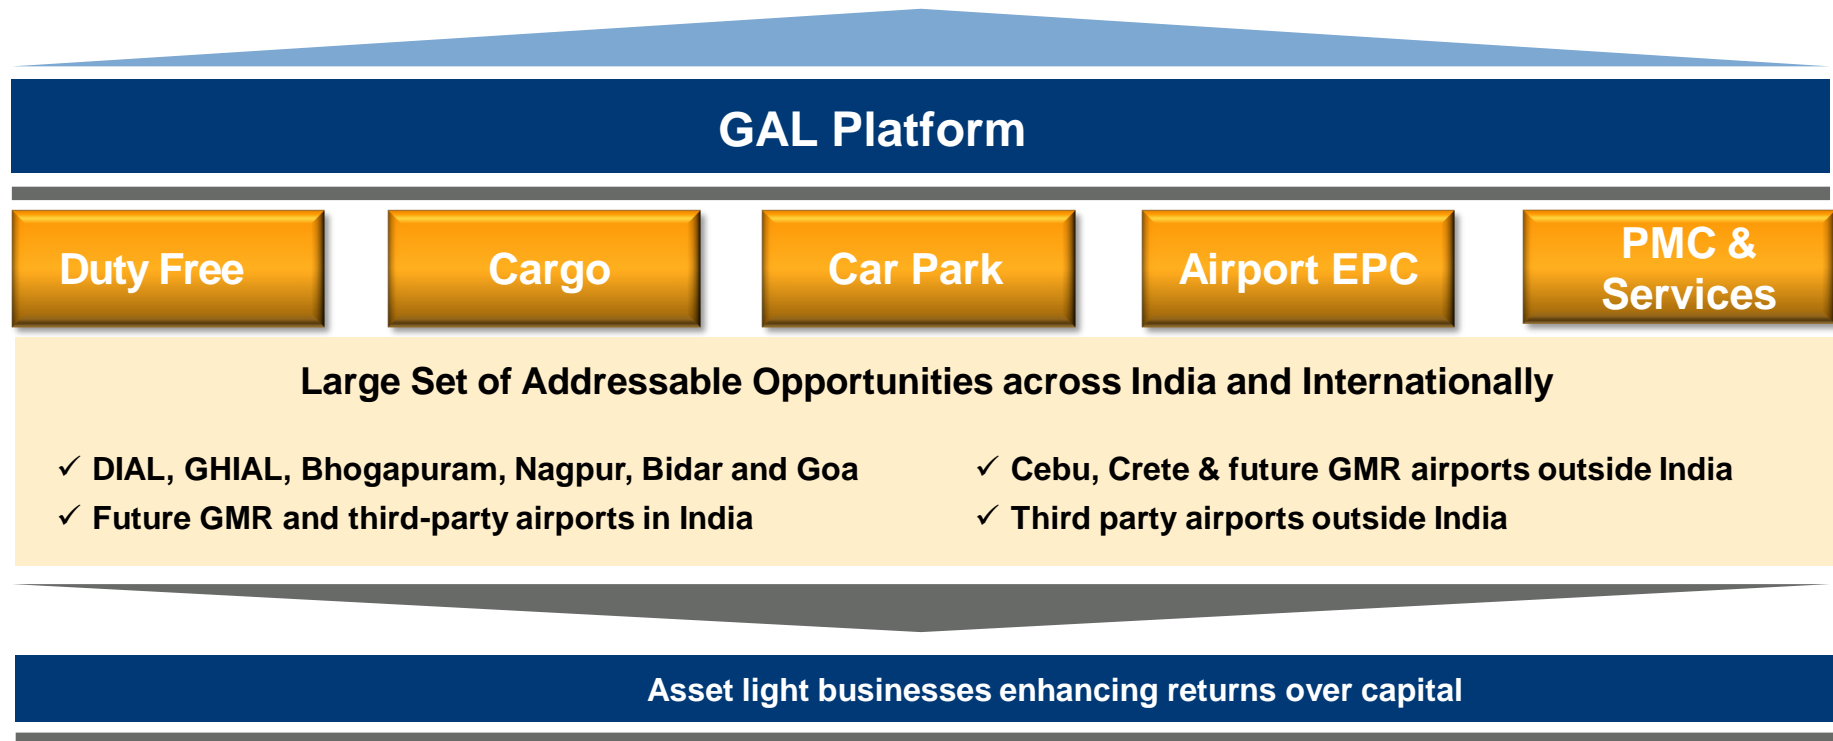 GAL Platform
Duty Free
Cargo
Car Park
Airport EPC
PMC &
Services
Large Set of Addressable Opportunities across India and Internationally
✓ DIAL, GHIAL, Bhogapuram, Nagpur, Bidar and Goa
✓ Future GMR and third-party airports in India
✓ Cebu, Crete & future GMR airports outside India
✓ Third party airports outside India
Asset light businesses enhancing returns over capital